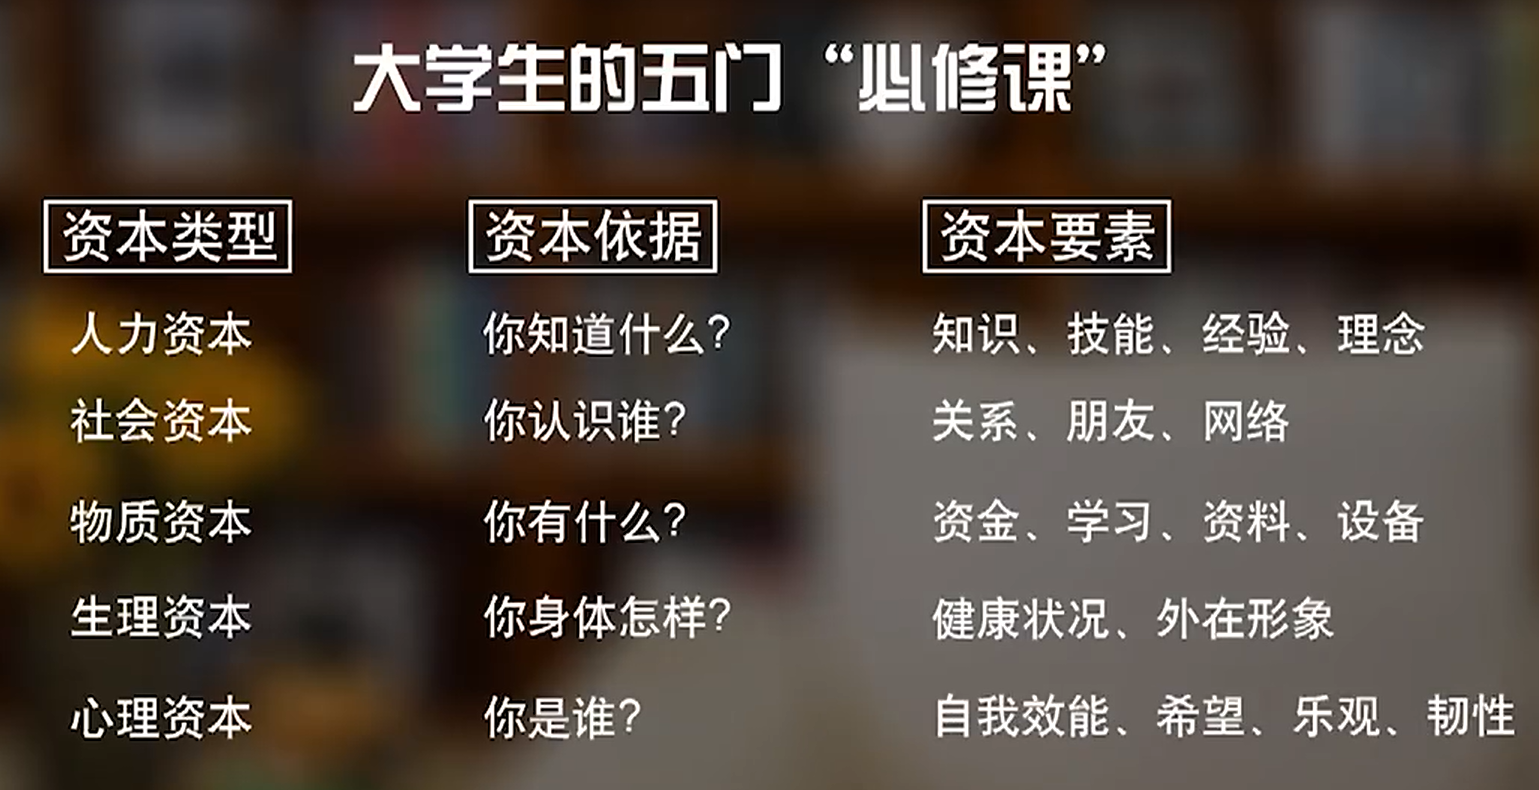 大学生的五门“必修课”
资本类型 资本依据 资本要素
人力资本 你知道什么? 知识、技能、经验、理念
社会资本 你认识谁? 关系、朋友、网络
物质资本 你有什么? 资金、学习、资料、设备
生理资本 你身体怎样? 健康状况、外在形象
心理资本 你是谁? 自我效能、希望、乐观、韧性